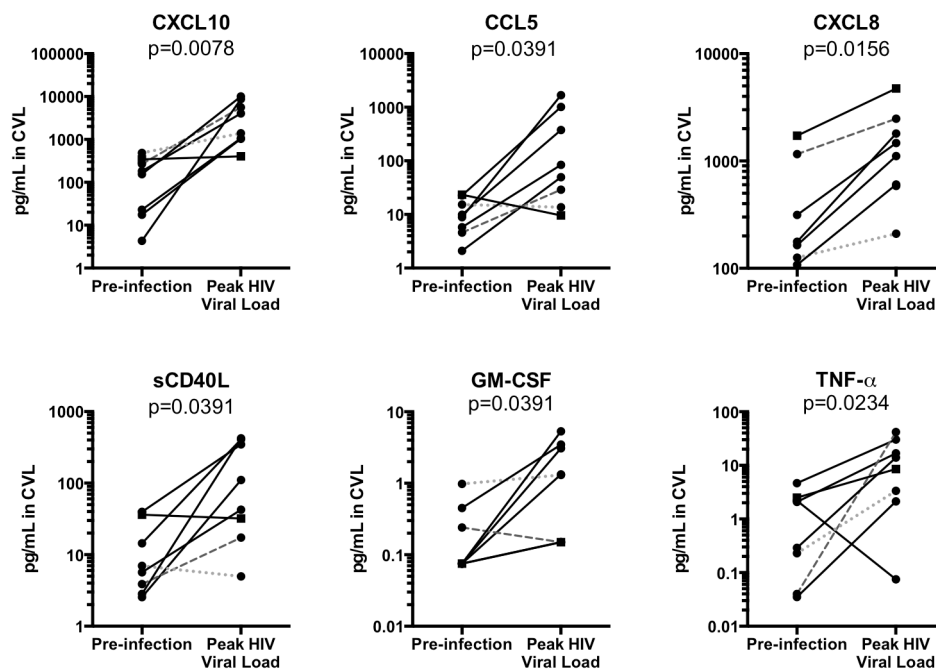 CXCL10
p=0.0078
100000
10000
1000
100
10
1
pg/mL in CVL
Pre-infection
Peak HIV
Viral Load
CCL5
p=0.0391
1000
100
10
1
pg/mL in CVL
Pre-infection
Peak HIV
Viral Load
CXCL8
p=0.0156
10000
1000
100
pg/mL in CVL
Pre-infection
Peak HIV
Viral Load
sCD40L
p=0.0391
1000
100
10
1
pg/mL in CVL
Pre-infection
Peak HIV
Viral Load
GM-CSF
p=0.0391
10
1
0.1
0.01
pg/mL in CVL
Pre-infection
Peak HIV
Viral Load
TNF-α
p=0.0234
100
10
1
0.1
0.01
pg/mL in CVL
Pre-infection
Peak HIV
Viral Load